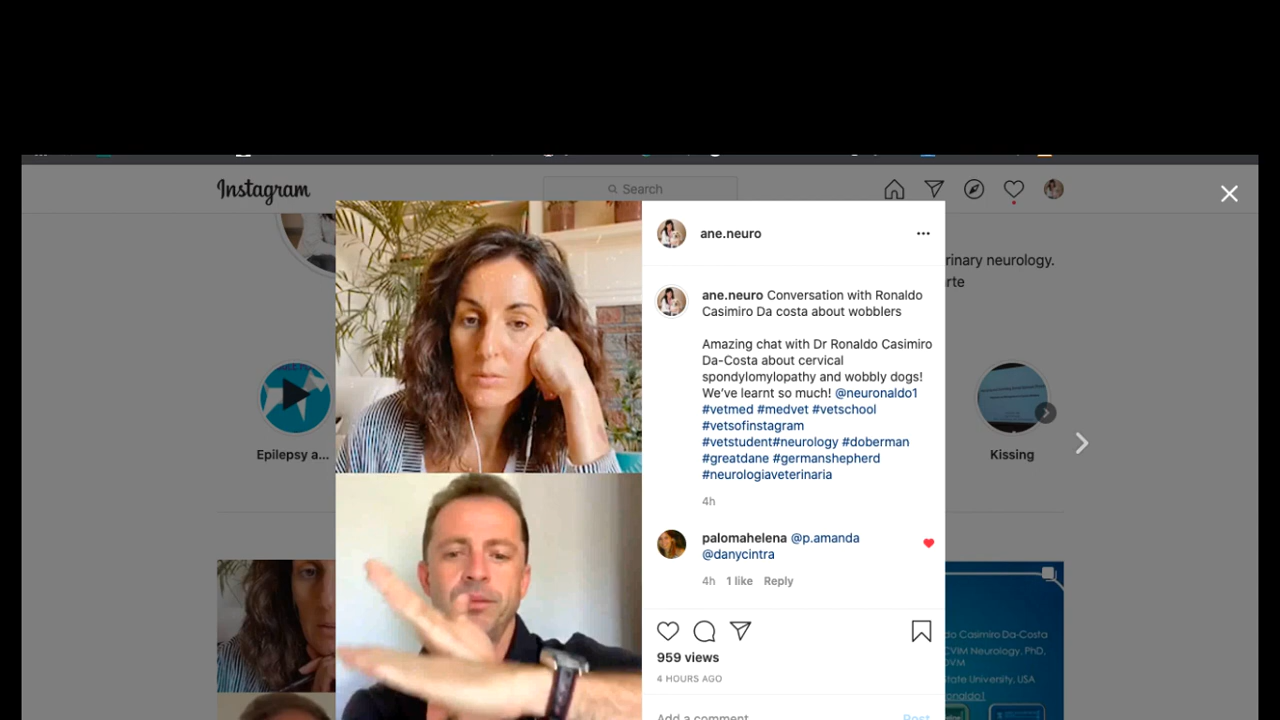 Instagram
Search
ane.neuro
rinary neurology.
rte
ane.neuro Conversation with Ronaldo
Casimiro Da costa about wobblers
Amazing chat with Dr Ronaldo Casimiro
Da-Costa about cervical
spondylomylopathy and wobbly dogs!
We've learnt so much! @neuronaldo1
#vetmed #medvet #vetschool
#vetsofinstagram
#vetstudent#neurology #doberman
#greatdane #germanshepherd
#neurologiaveterinaria
4h
Epilepsy a...
Kissing
palomahelena @p.amanda
@danycintra
4h 1 like Reply
959 views
4 HOURS AGO
do Casimiro Da-Costa
CVIM Neurology, PhD,
DVM
State University, USA
onaldo1
Add a comment
Post